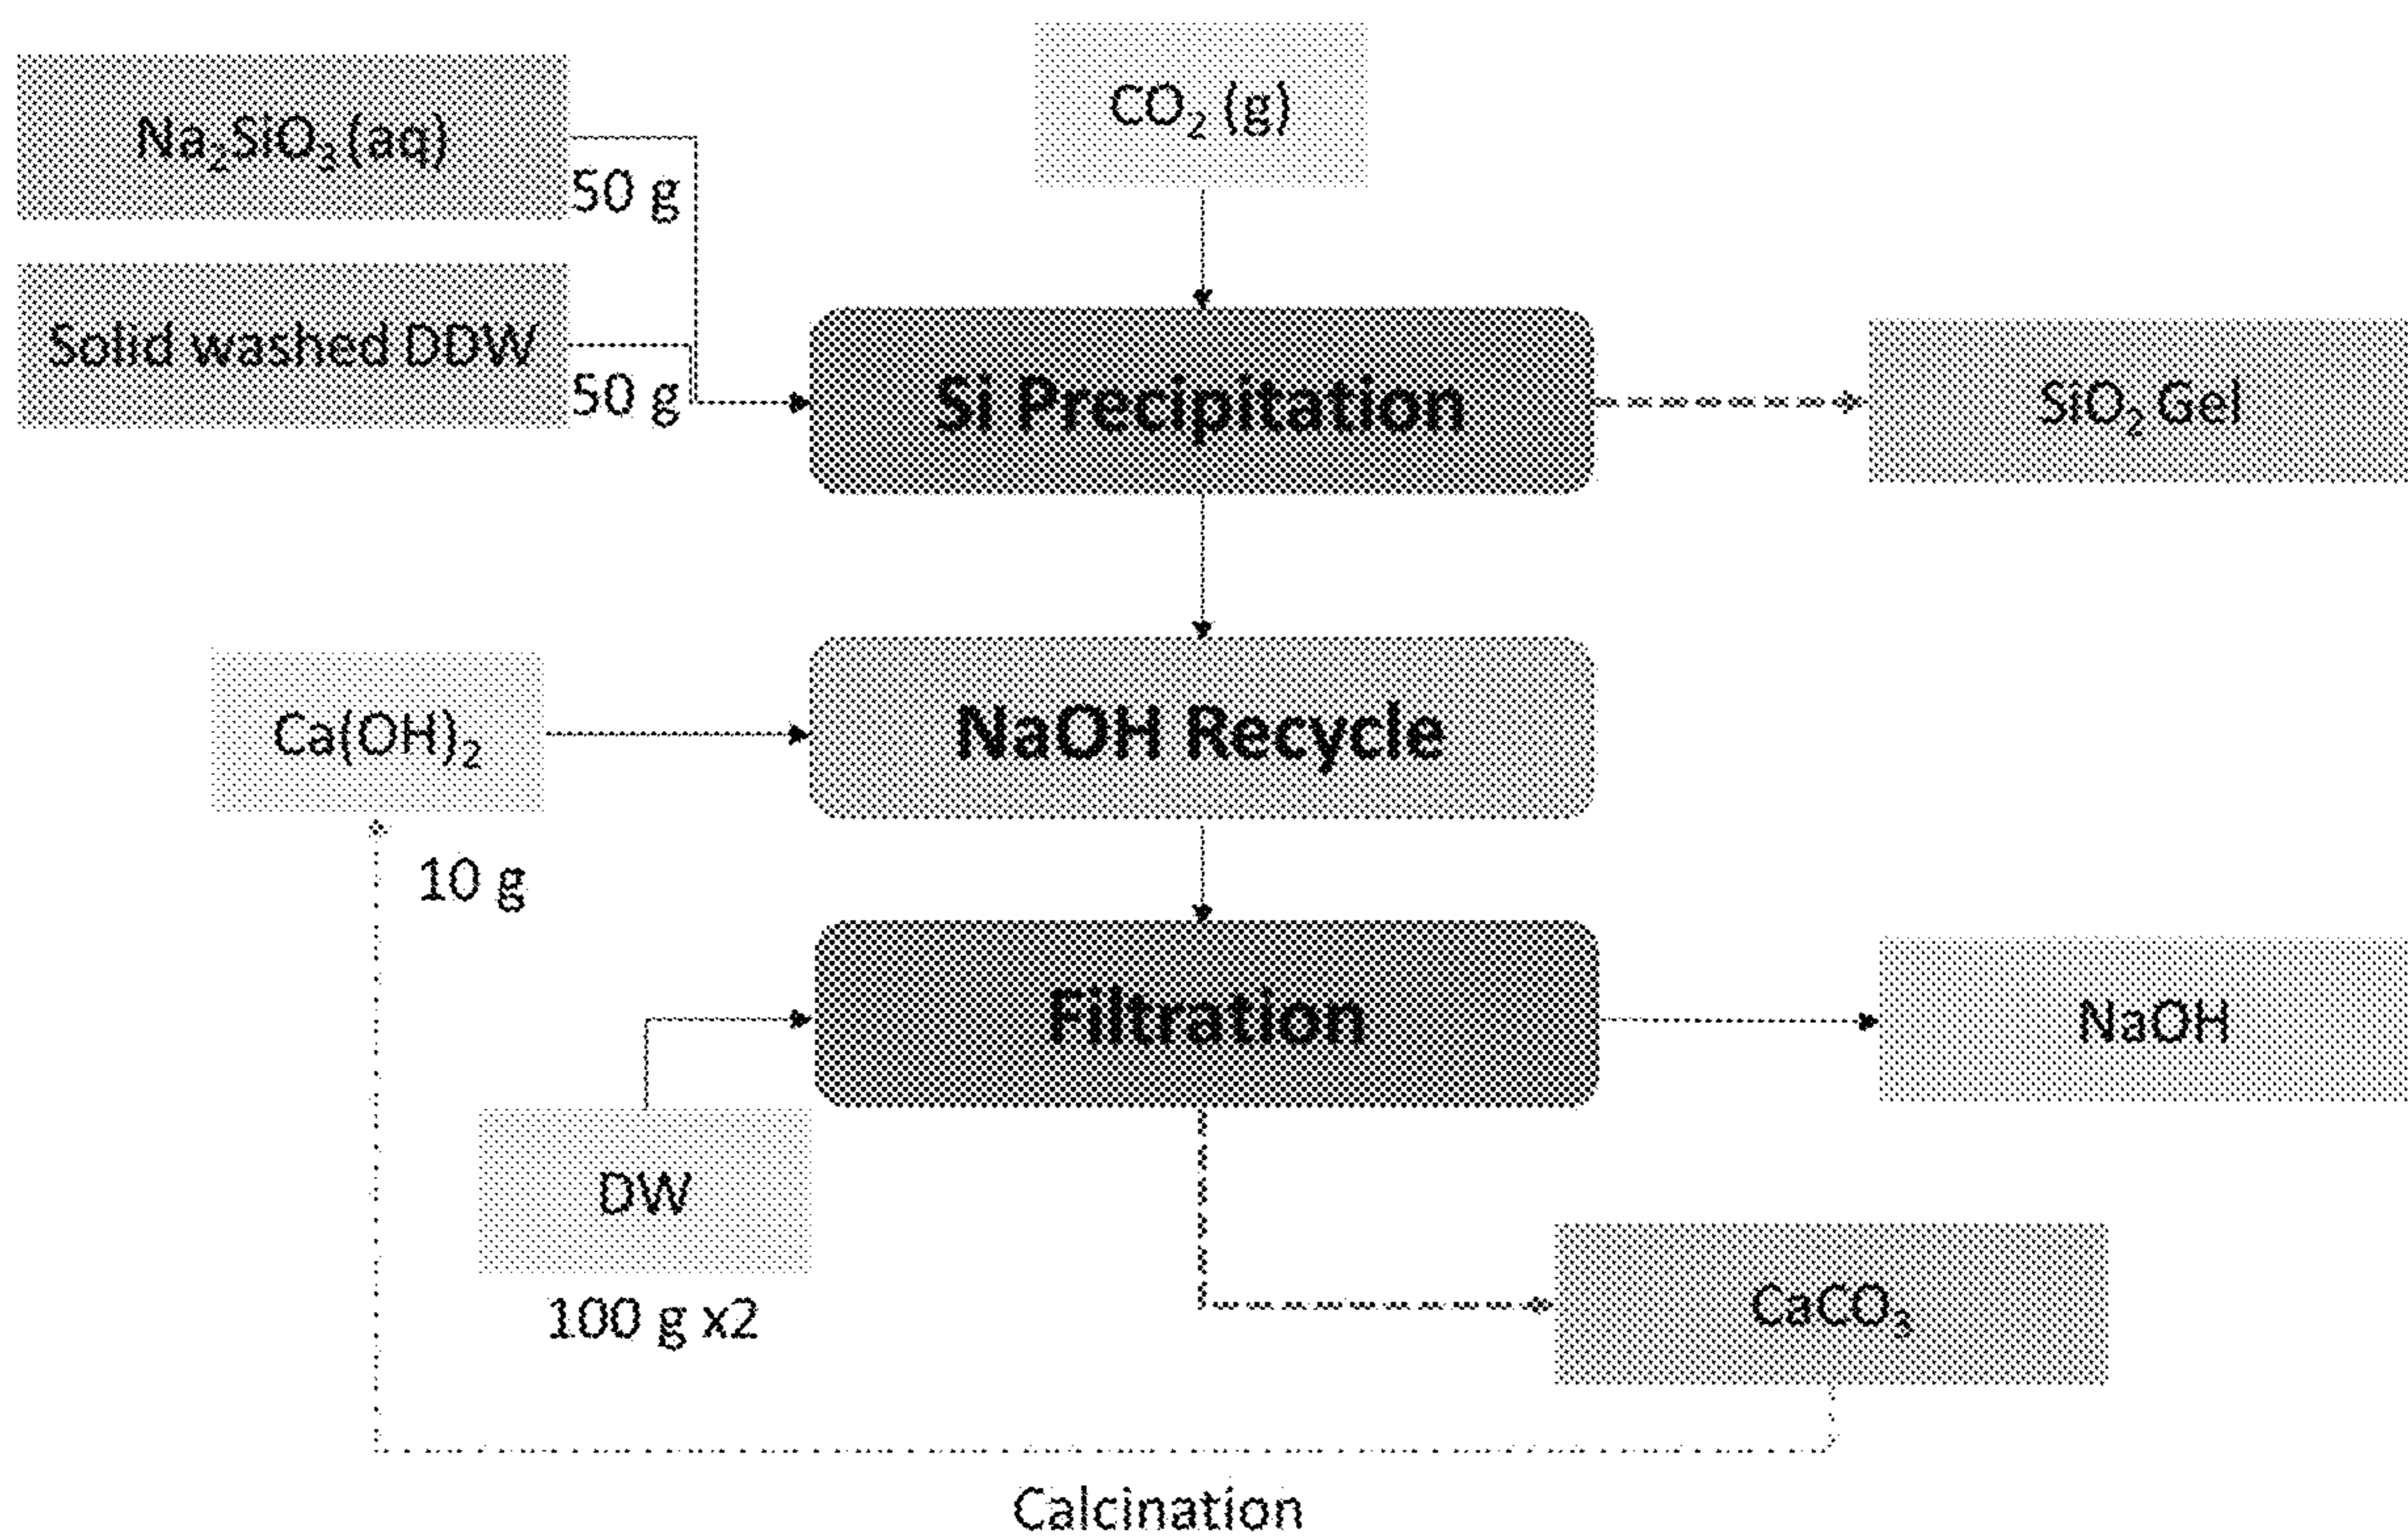 CO₂ (g)
Na₂SiO₃(aq)
50 g
Solid washed DDW
50 g
Si Precipitation
SiO₂ Gel
Ca(OH)₂
NaOH Recycle
10 g
Filtration
NaOH
DW
100 g x2
CaCO₃
Calcination